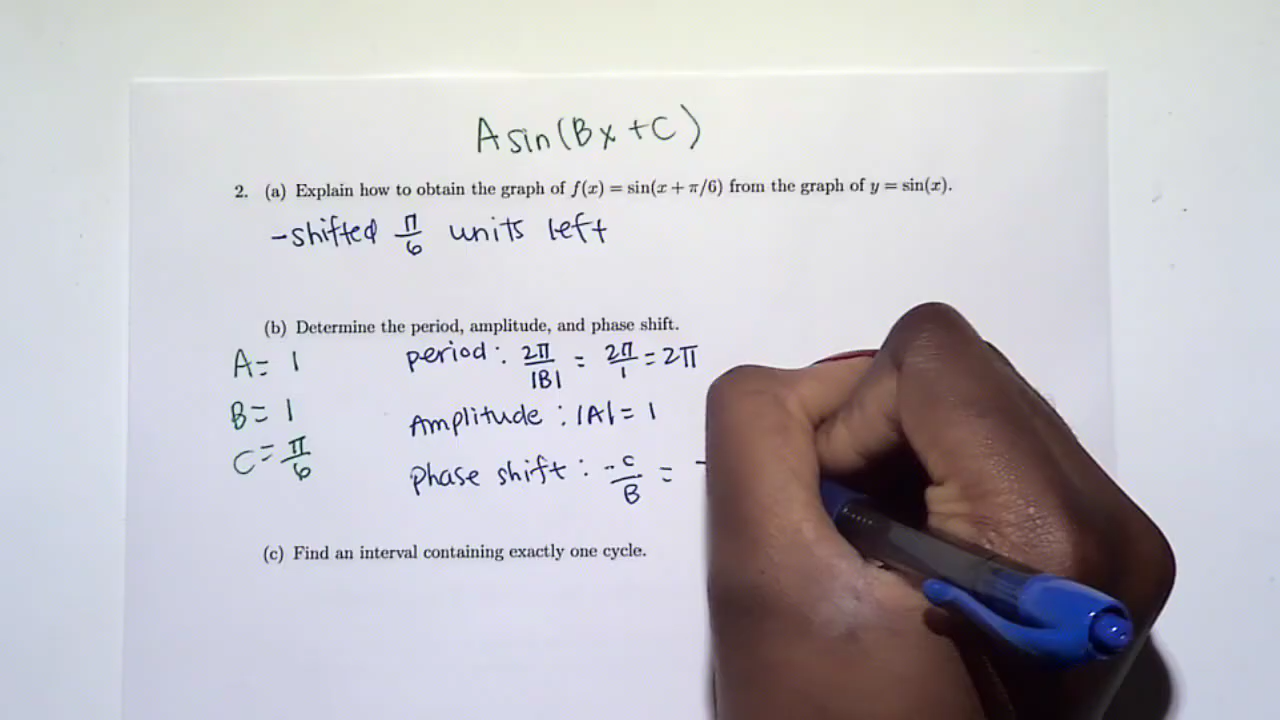 A sin(Bx+C)
2. (a) Explain how to obtain the graph of f(x) = sin(x + π/6) from the graph of y = sin(x).
-shifted π/6 units left
(b) Determine the period, amplitude, and phase shift.
A= 1
B= 1
C= π/6
period: 2π/|B| = 2π/1 = 2π
Amplitude: |A| = 1
phase shift: -C/B = -
(c) Find an interval containing exactly one cycle.